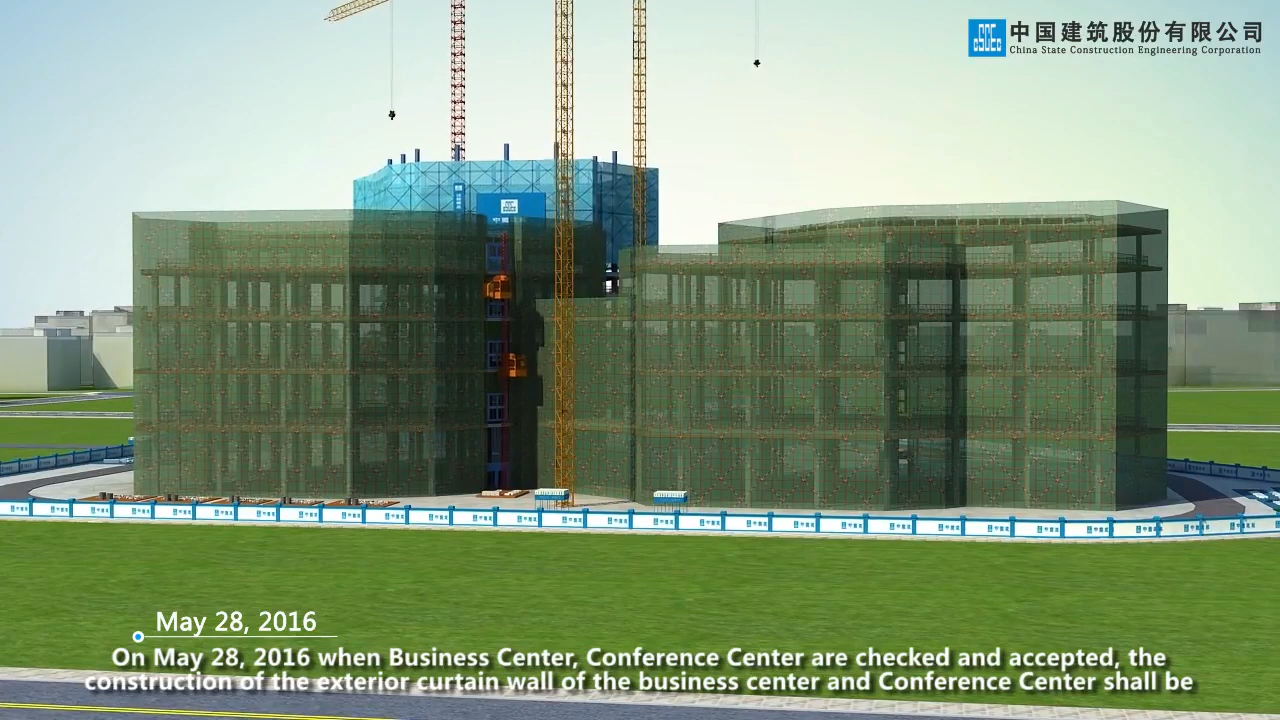 CSCEC
中国建筑股份有限公司
China State Construction Engineering Corporation
May 28, 2016
On May 28, 2016 when Business Center, Conference Center are checked and accepted, the
construction of the exterior curtain wall of the business center and Conference Center shall be